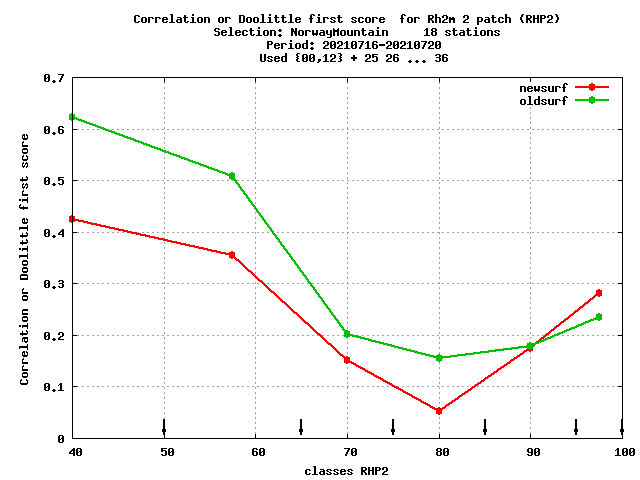 Correlation or Doolittle first score  for Rh2m 2 patch (RHP2)
Selection: NorwayMountain     18 stations
Period: 20210716-20210720
Used {00,12} + 25 26 ... 36
newsurf
oldsurf
Correlation or Doolittle first score
0.7
0.6
0.5
0.4
0.3
0.2
0.1
0
40 50 60 70 80 90 100
classes RHP2